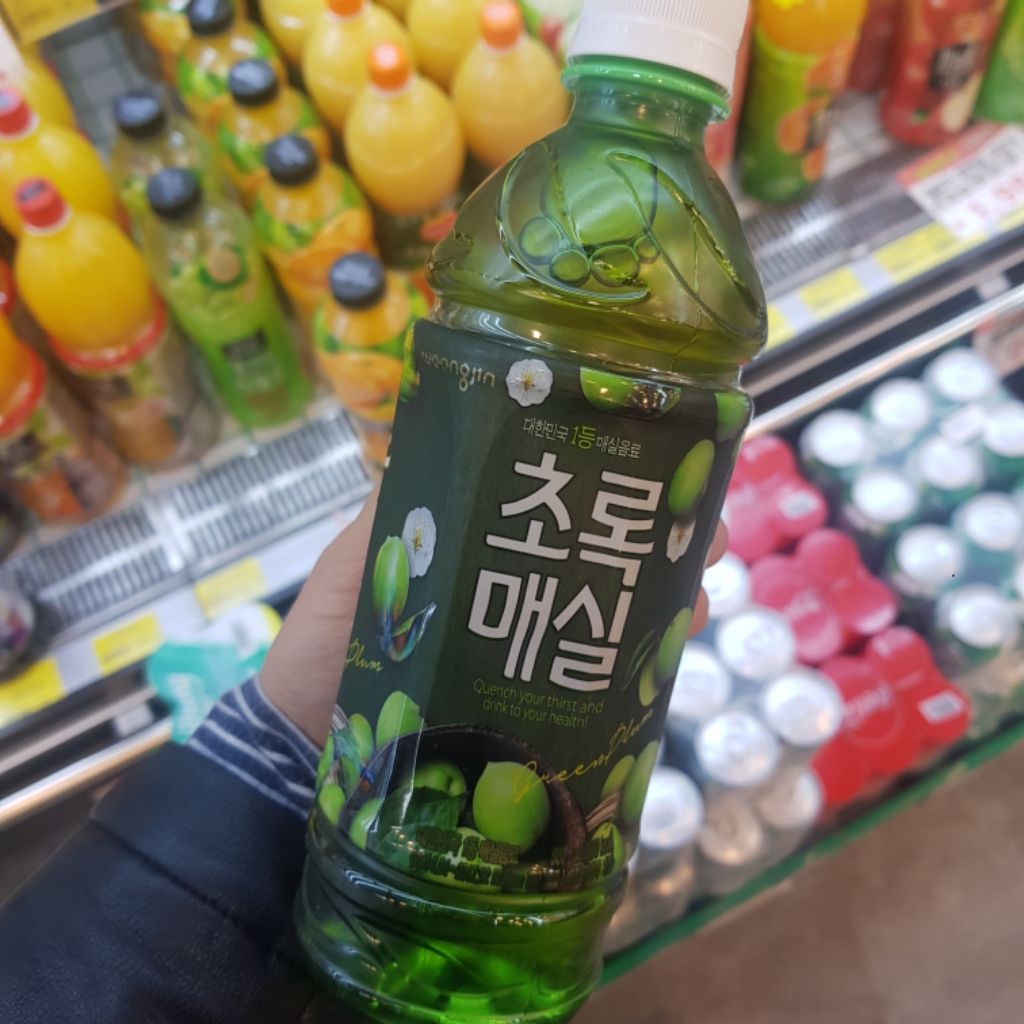 woongjin
대한민국 1등 매실음료
초록
매실
Quench your thirst and
drink to your health!
Plum
Green Plum